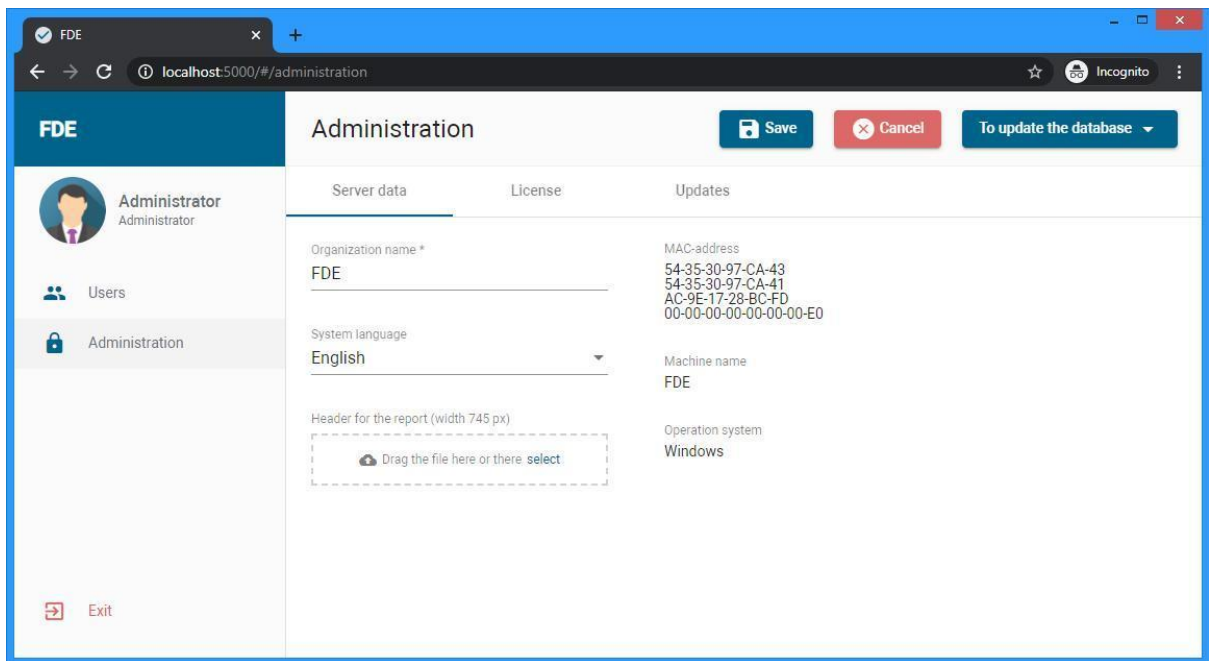 FDE
localhost:5000/#/administration
Incognito
FDE
Administration
Save
Cancel
To update the database
Administrator
Administrator
Users
Administration
Exit
Server data
License
Updates
Organization name *
FDE
System language
English
Header for the report (width 745 px)
Drag the file here or there select
MAC-address
54-35-30-97-CA-43
54-35-30-97-CA-41
AC-9E-17-28-BC-FD
00-00-00-00-00-00-00-E0
Machine name
FDE
Operation system
Windows